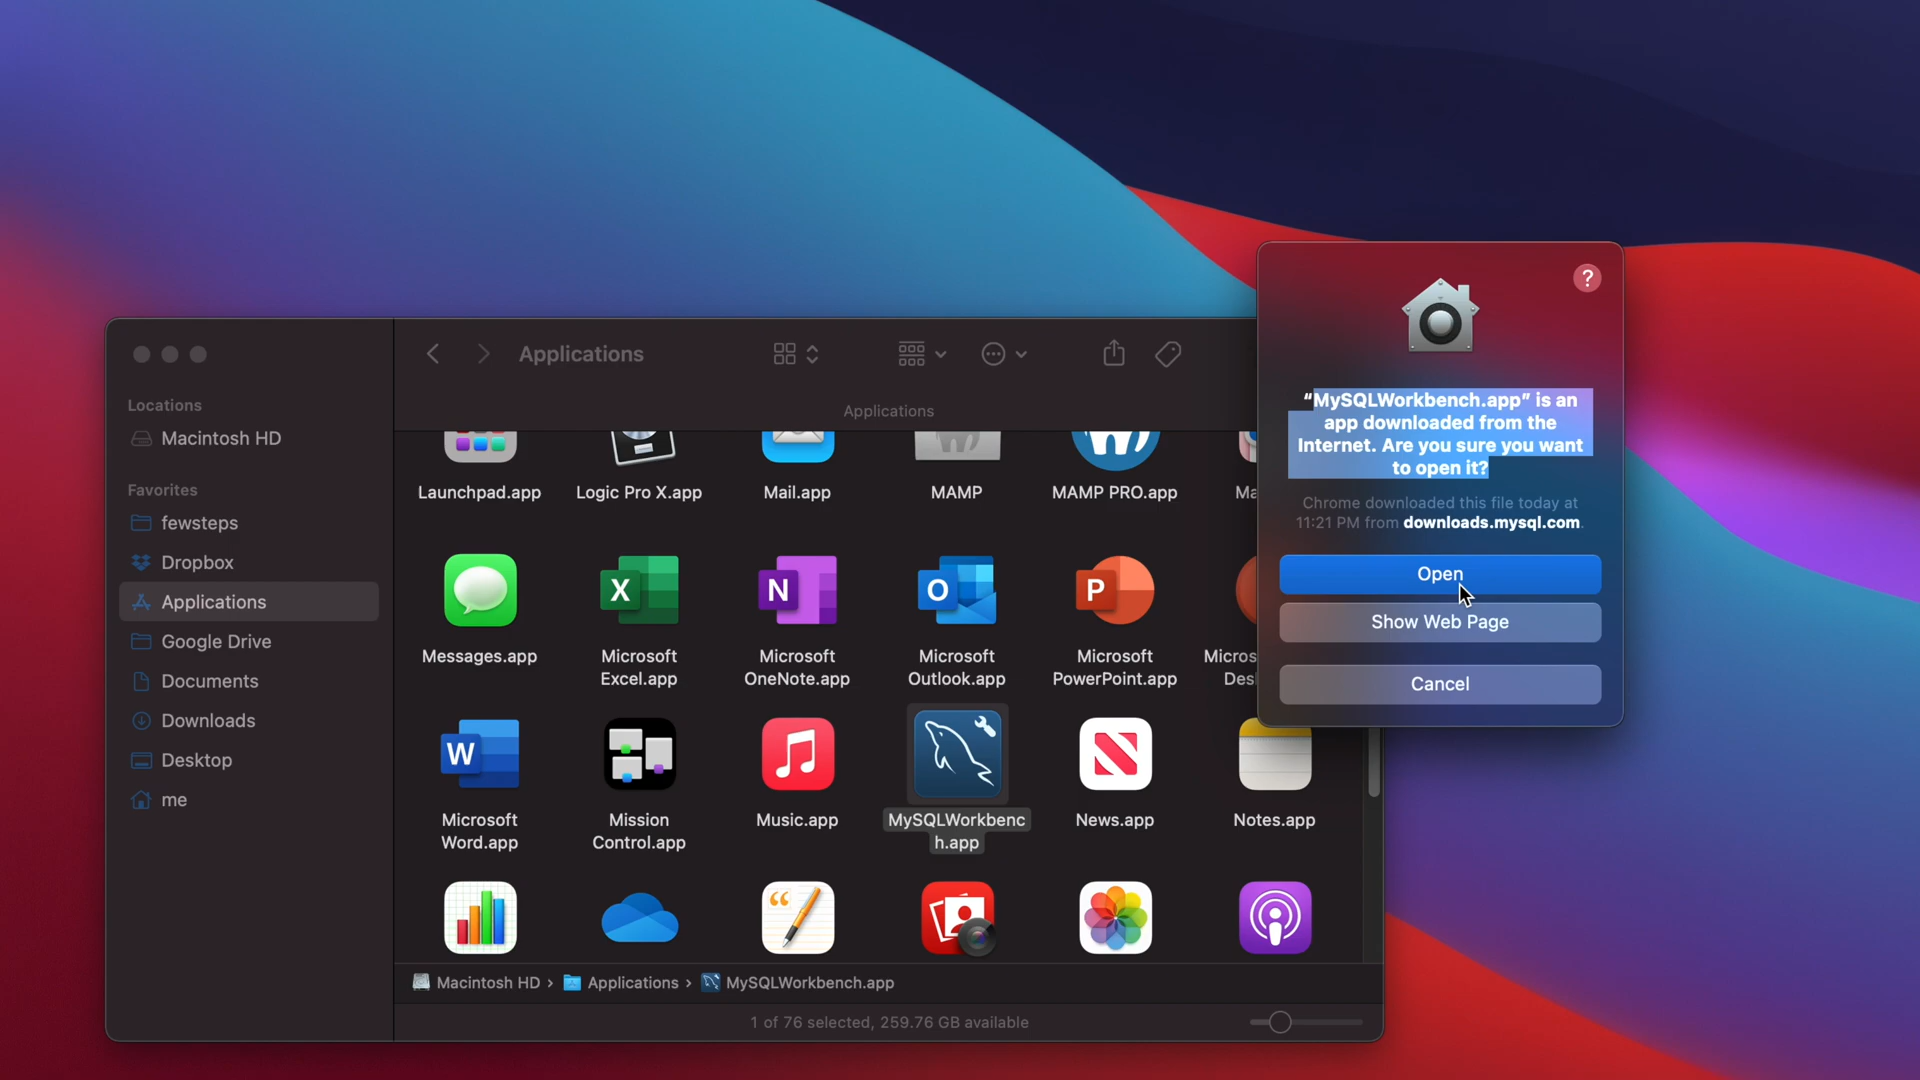 Locations
Macintosh HD
Favorites
fewsteps
Dropbox
Applications
Google Drive
Documents
Downloads
Desktop
me
Applications
Applications
Launchpad.app
Logic Pro X.app
Mail.app
MAMP
MAMP PRO.app
Ma
Messages.app
Microsoft
Excel.app
Microsoft
OneNote.app
Microsoft
Outlook.app
Microsoft
PowerPoint.app
Micros
Des
Microsoft
Word.app
Mission
Control.app
Music.app
MySQLWorkbenc
h.app
News.app
Notes.app
Macintosh HD › Applications › MySQLWorkbench.app
1 of 76 selected, 259.76 GB available
?
“MySQLWorkbench.app” is an
app downloaded from the
Internet. Are you sure you want
to open it?
Chrome downloaded this file today at
11:21 PM from downloads.mysql.com.
Open
Show Web Page
Cancel
X
N
O
P
W